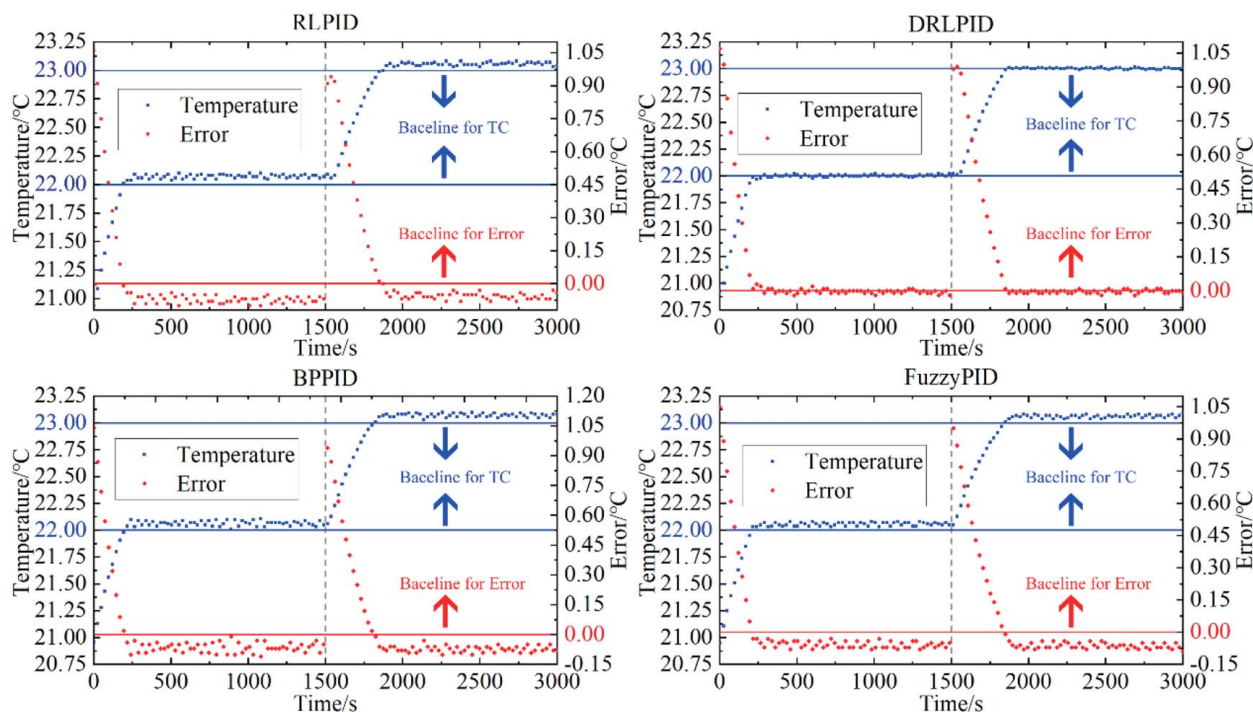 RLPID
23.25
23.00
22.75
22.50
22.25
22.00
21.75
21.50
21.25
21.00
Temperature/°C
Temperature
Error
Baceline for TC
Baceline for Error
1.05
0.90
0.75
0.60
0.45
0.30
0.15
0.00
Error/°C
0 500 1000 1500 2000 2500 3000
Time/s
DRLPID
23.25
23.00
22.75
22.50
22.25
22.00
21.75
21.50
21.25
21.00
20.75
Temperature/°C
Temperature
Error
Baceline for TC
Baceline for Error
1.05
0.90
0.75
0.60
0.45
0.30
0.15
0.00
Error/°C
0 500 1000 1500 2000 2500 3000
Time/s
BPPID
23.25
23.00
22.75
22.50
22.25
22.00
21.75
21.50
21.25
21.00
20.75
Temperature/°C
Temperature
Error
Baceline for TC
Baceline for Error
1.20
1.05
0.90
0.75
0.60
0.45
0.30
0.15
0.00
-0.15
Error/°C
0 500 1000 1500 2000 2500 3000
Time/s
FuzzyPID
23.25
23.00
22.75
22.50
22.25
22.00
21.75
21.50
21.25
21.00
20.75
Temperature/°C
Temperature
Error
Baceline for TC
Baceline for Error
1.05
0.90
0.75
0.60
0.45
0.30
0.15
0.00
-0.15
Error/°C
0 500 1000 1500 2000 2500 3000
Time/s